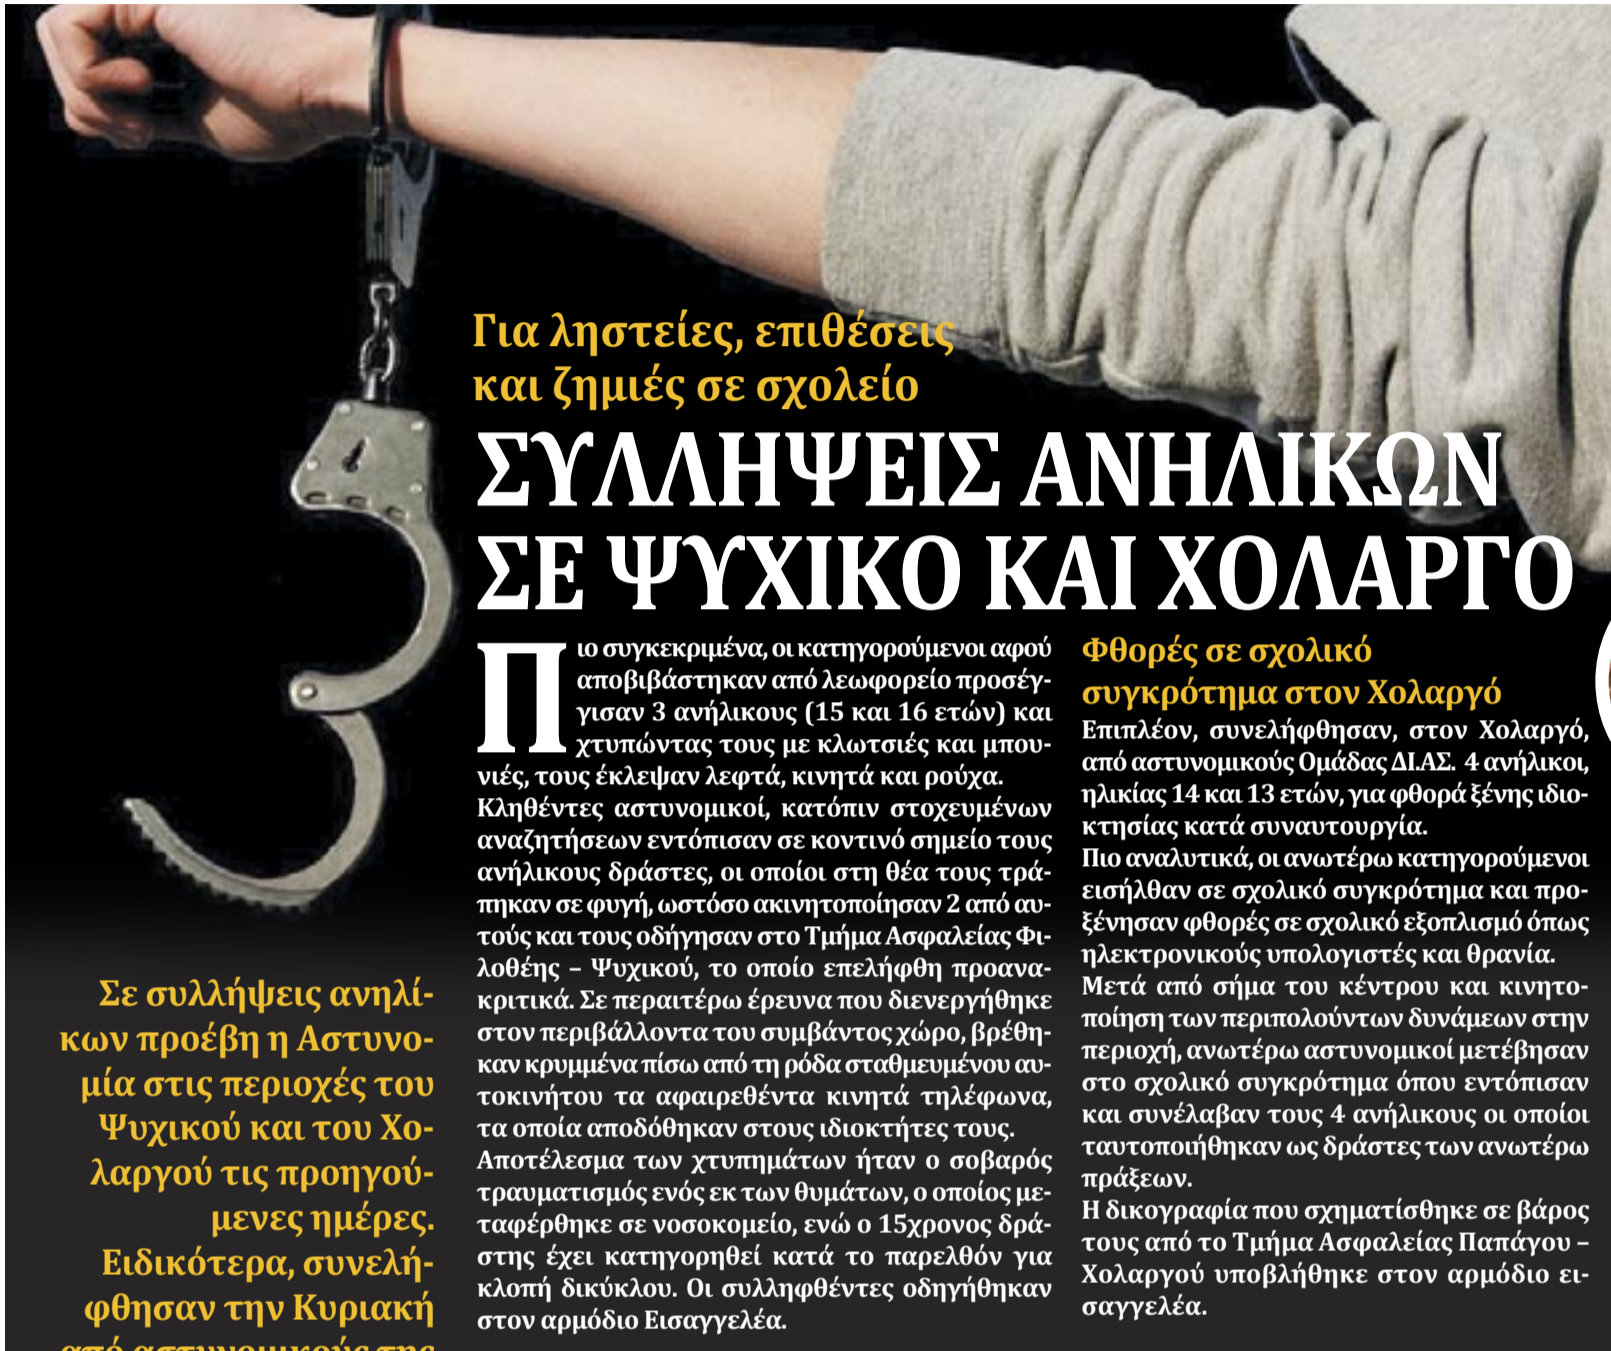 Για ληστείες, επιθέσεις
και ζημιές σε σχολείο
ΣΥΛΛΗΨΕΙΣ ΑΝΗΛΙΚΩΝ
ΣΕ ΨΥΧΙΚΟ ΚΑΙ ΧΟΛΑΡΓΟ
Σε συλλήψεις ανηλί-
κων προέβη η Αστυνο-
μία στις περιοχές του
Ψυχικού και του Χο-
λαργού τις προηγού-
μενες ημέρες.
Ειδικότερα, συνελή-
φθησαν την Κυριακή
από αστυνομικούς της
Πιο συγκεκριμένα, οι κατηγορούμενοι αφού
αποβιβάστηκαν από λεωφορείο προσέγ-
γισαν 3 ανήλικους (15 και 16 ετών) και
χτυπώντας τους με κλωτσιές και μπου-
νιές, τους έκλεψαν λεφτά, κινητά και ρούχα.
Κληθέντες αστυνομικοί, κατόπιν στοχευμένων
αναζητήσεων εντόπισαν σε κοντινό σημείο τους
ανήλικους δράστες, οι οποίοι στη θέα τους τρά-
πηκαν σε φυγή, ωστόσο ακινητοποίησαν 2 από αυ-
τούς και τους οδήγησαν στο Τμήμα Ασφαλείας Φι-
λοθέης – Ψυχικού, το οποίο επελήφθη προανα-
κριτικά. Σε περαιτέρω έρευνα που διενεργήθηκε
στον περιβάλλοντα του συμβάντος χώρο, βρέθη-
καν κρυμμένα πίσω από τη ρόδα σταθμευμένου αυ-
τοκινήτου τα αφαιρεθέντα κινητά τηλέφωνα,
τα οποία αποδόθηκαν στους ιδιοκτήτες τους.
Αποτέλεσμα των χτυπημάτων ήταν ο σοβαρός
τραυματισμός ενός εκ των θυμάτων, ο οποίος με-
ταφέρθηκε σε νοσοκομείο, ενώ ο 15χρονος δρά-
στης έχει κατηγορηθεί κατά το παρελθόν για
κλοπή δικύκλου. Οι συλληφθέντες οδηγήθηκαν
στον αρμόδιο Εισαγγελέα.
Φθορές σε σχολικό
συγκρότημα στον Χολαργό
Επιπλέον, συνελήφθησαν, στον Χολαργό,
από αστυνομικούς Ομάδας ΔΙ.ΑΣ. 4 ανήλικοι,
ηλικίας 14 και 13 ετών, για φθορά ξένης ιδιο-
κτησίας κατά συναυτουργία.
Πιο αναλυτικά, οι ανωτέρω κατηγορούμενοι
εισήλθαν σε σχολικό συγκρότημα και προ-
ξένησαν φθορές σε σχολικό εξοπλισμό όπως
ηλεκτρονικούς υπολογιστές και θρανία.
Μετά από σήμα του κέντρου και κινητο-
ποίηση των περιπολούντων δυνάμεων στην
περιοχή, ανωτέρω αστυνομικοί μετέβησαν
στο σχολικό συγκρότημα όπου εντόπισαν
και συνέλαβαν τους 4 ανήλικους οι οποίοι
ταυτοποιήθηκαν ως δράστες των ανωτέρω
πράξεων.
Η δικογραφία που σχηματίσθηκε σε βάρος
τους από το Τμήμα Ασφαλείας Παπάγου –
Χολαργού υποβλήθηκε στον αρμόδιο ει-
σαγγελέα.